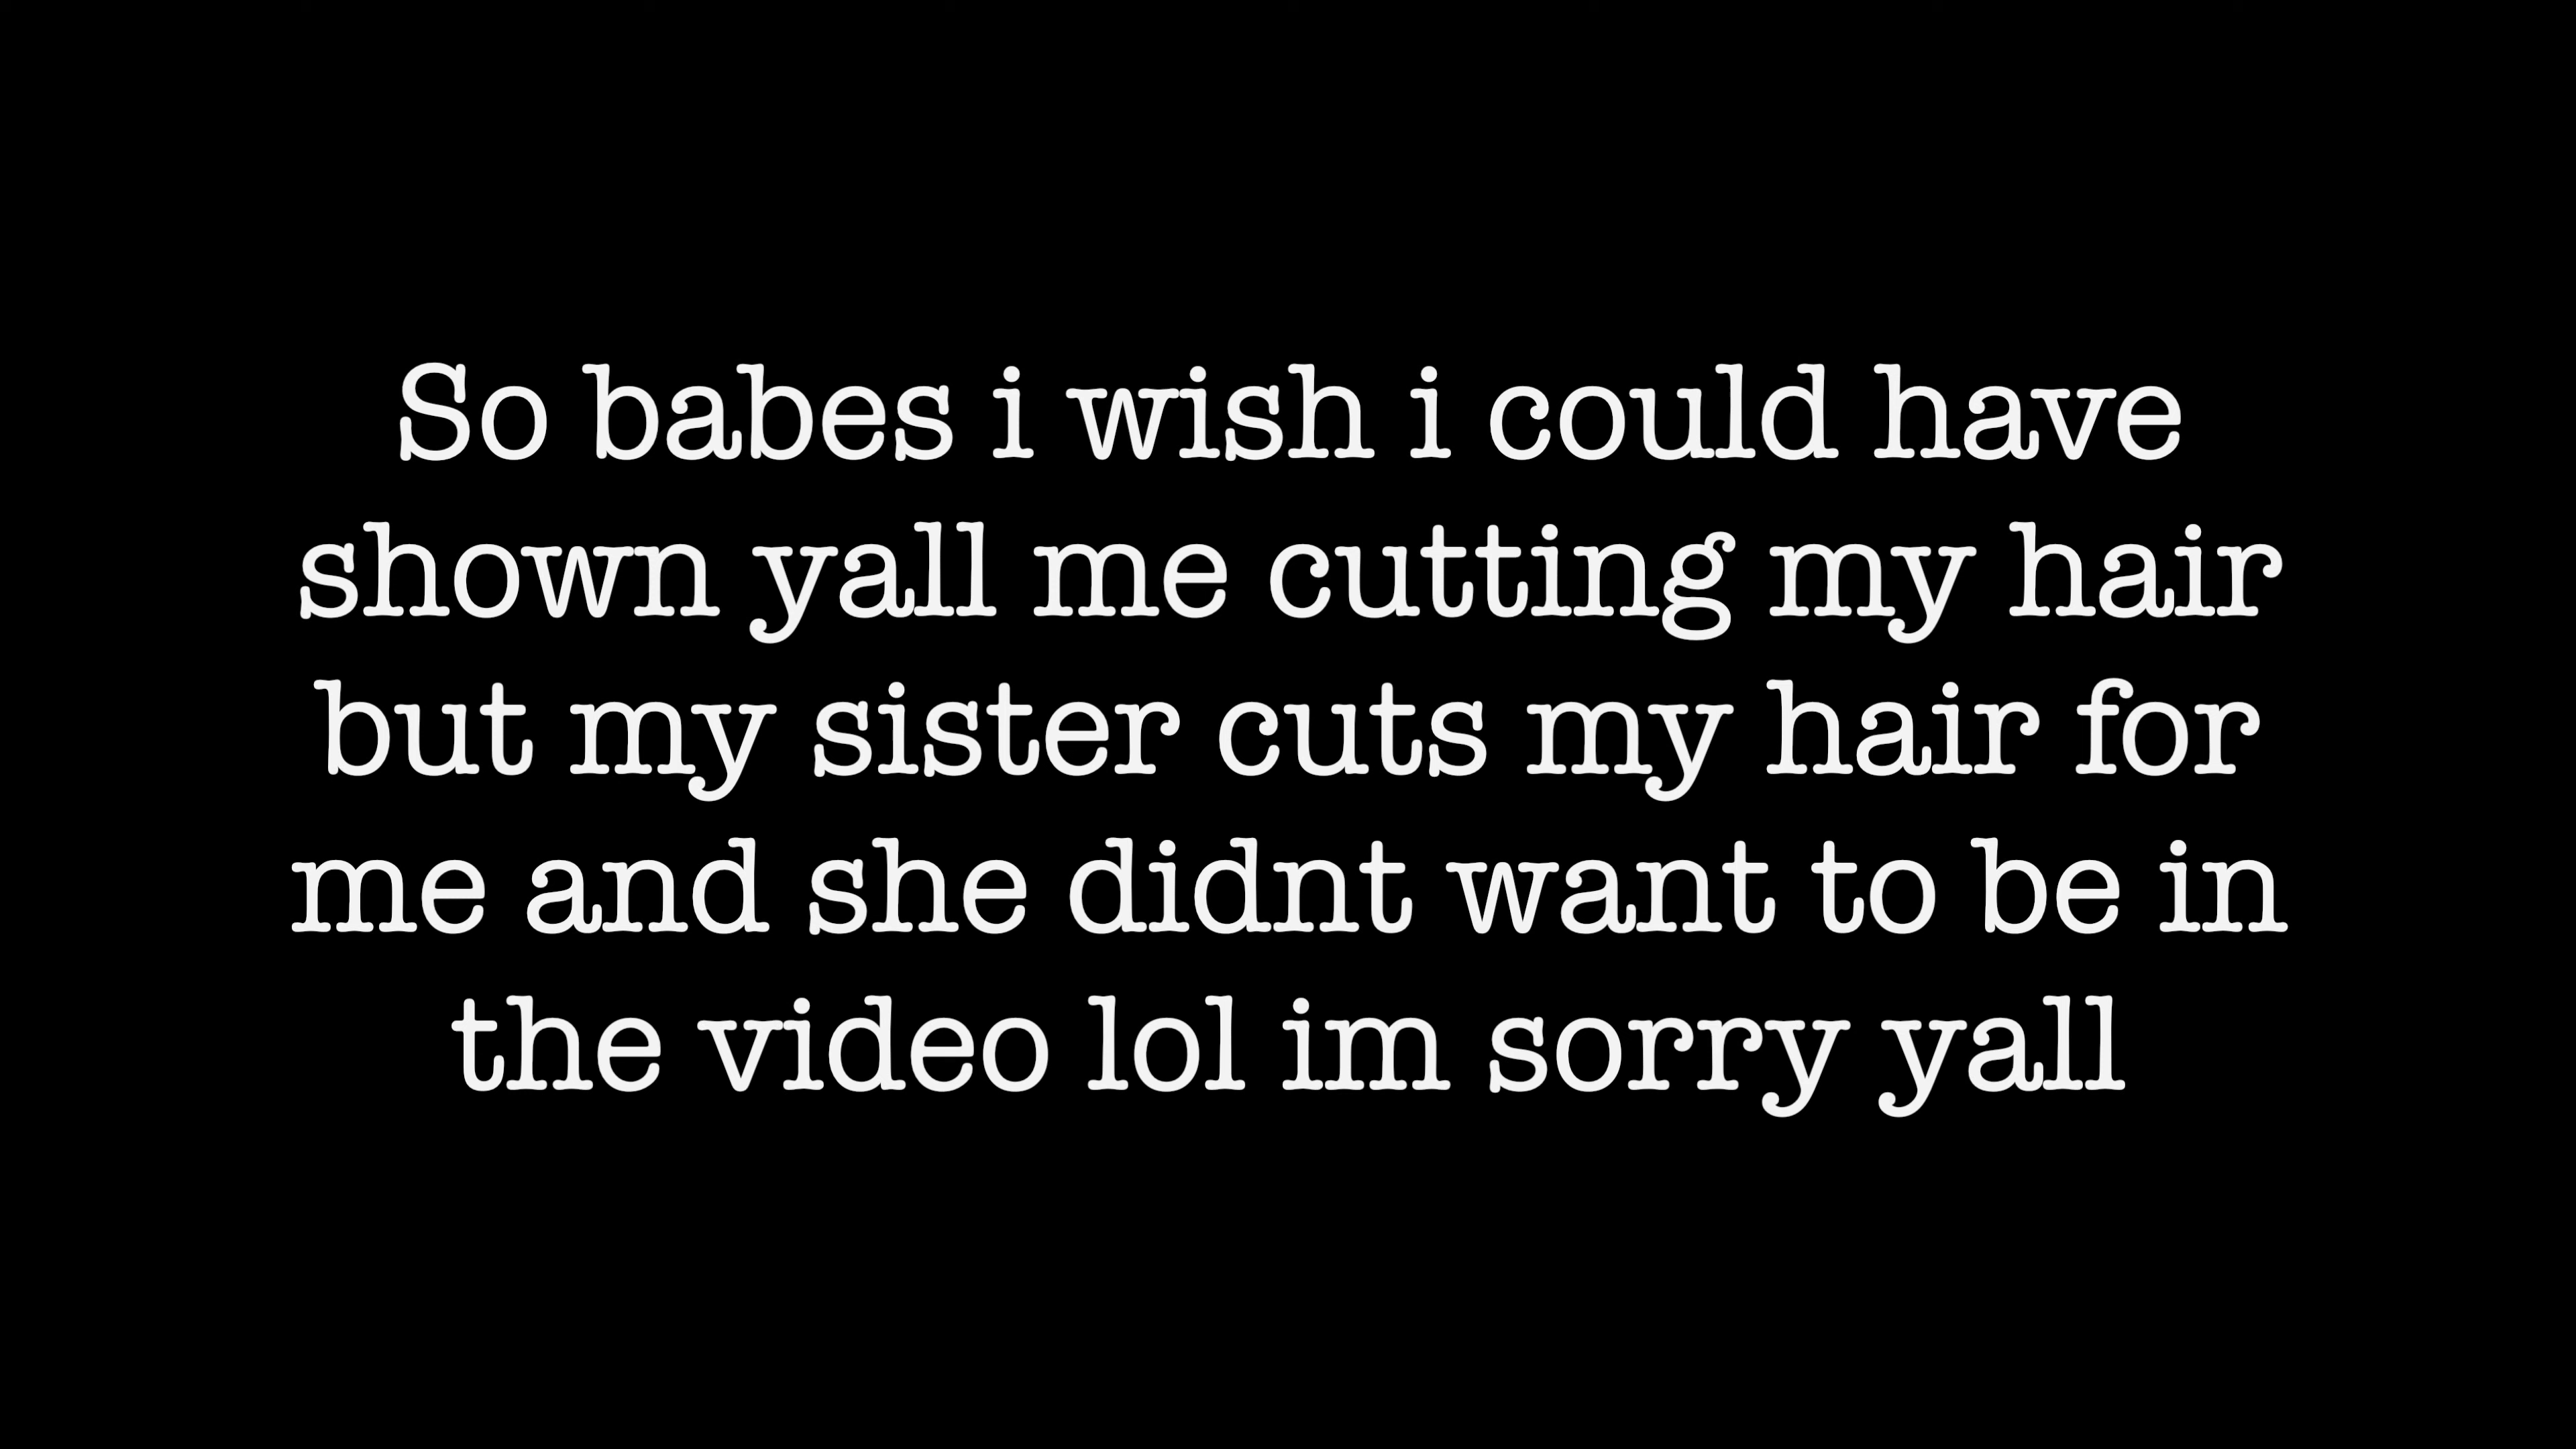 So babes i wish i could have
shown yall me cutting my hair
but my sister cuts my hair for
me and she didnt want to be in
the video lol im sorry yall